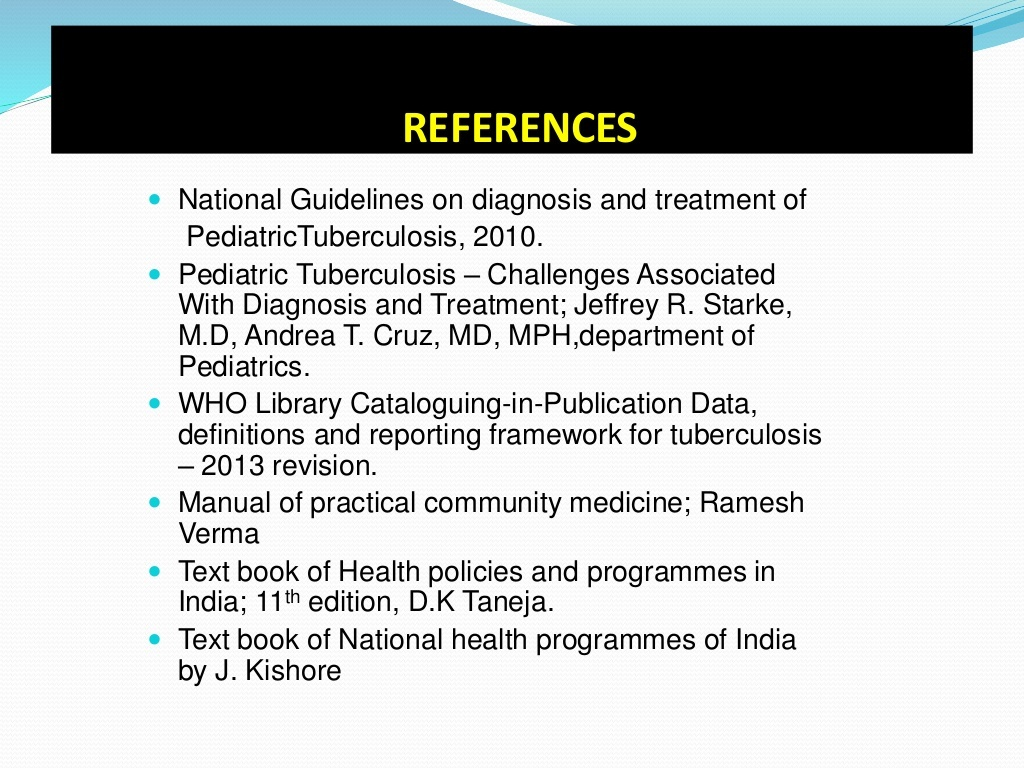 REFERENCES
• National Guidelines on diagnosis and treatment of
PediatricTuberculosis, 2010.
• Pediatric Tuberculosis – Challenges Associated
With Diagnosis and Treatment; Jeffrey R. Starke,
M.D, Andrea T. Cruz, MD, MPH,department of
Pediatrics.
• WHO Library Cataloguing-in-Publication Data,
definitions and reporting framework for tuberculosis
– 2013 revision.
• Manual of practical community medicine; Ramesh
Verma
• Text book of Health policies and programmes in
India; 11th edition, D.K Taneja.
• Text book of National health programmes of India
by J. Kishore